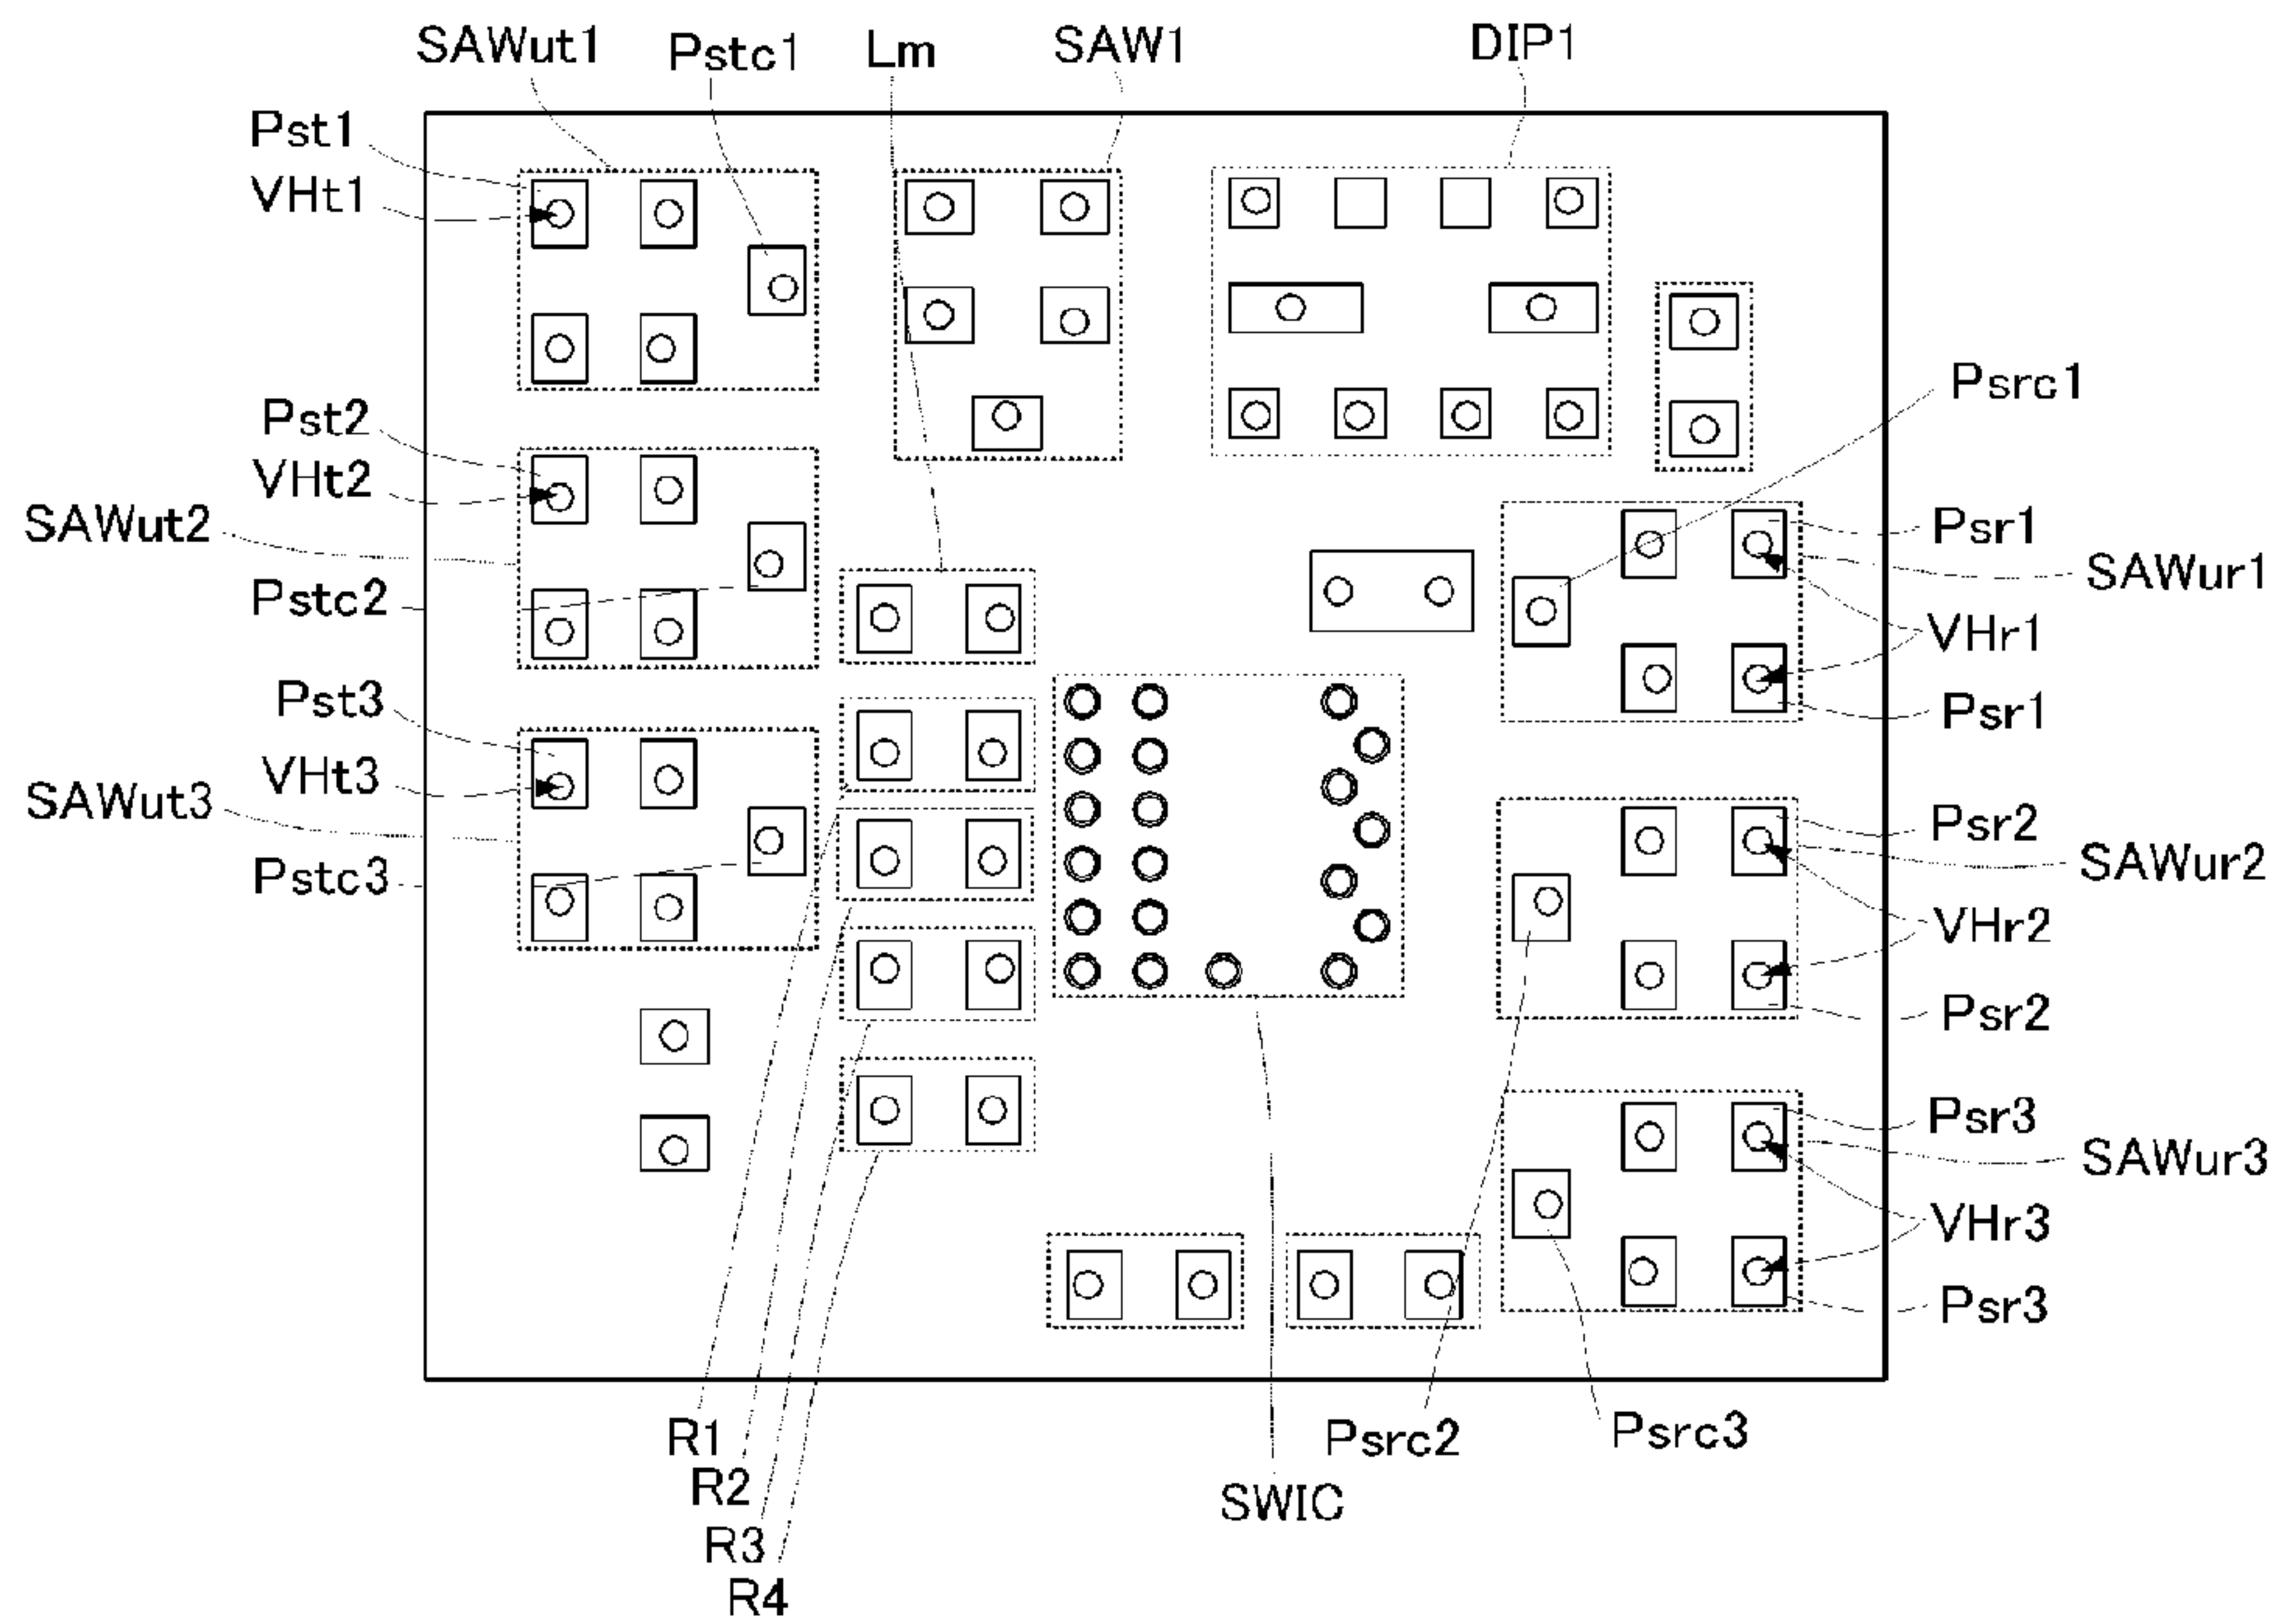 SAWut1
Pstc1
Lm
SAW1
DIP1
Pst1
VHt1
Pst2
VHt2
SAWut2
Pstc2
Pst3
VHt3
SAWut3
Pstc3
Psrc1
Psr1
SAWur1
VHr1
Psr1
Psr2
SAWur2
VHr2
Psr2
Psr3
SAWur3
VHr3
Psr3
R1
R2
R3
R4
SWIC
Psrc2
Psrc3